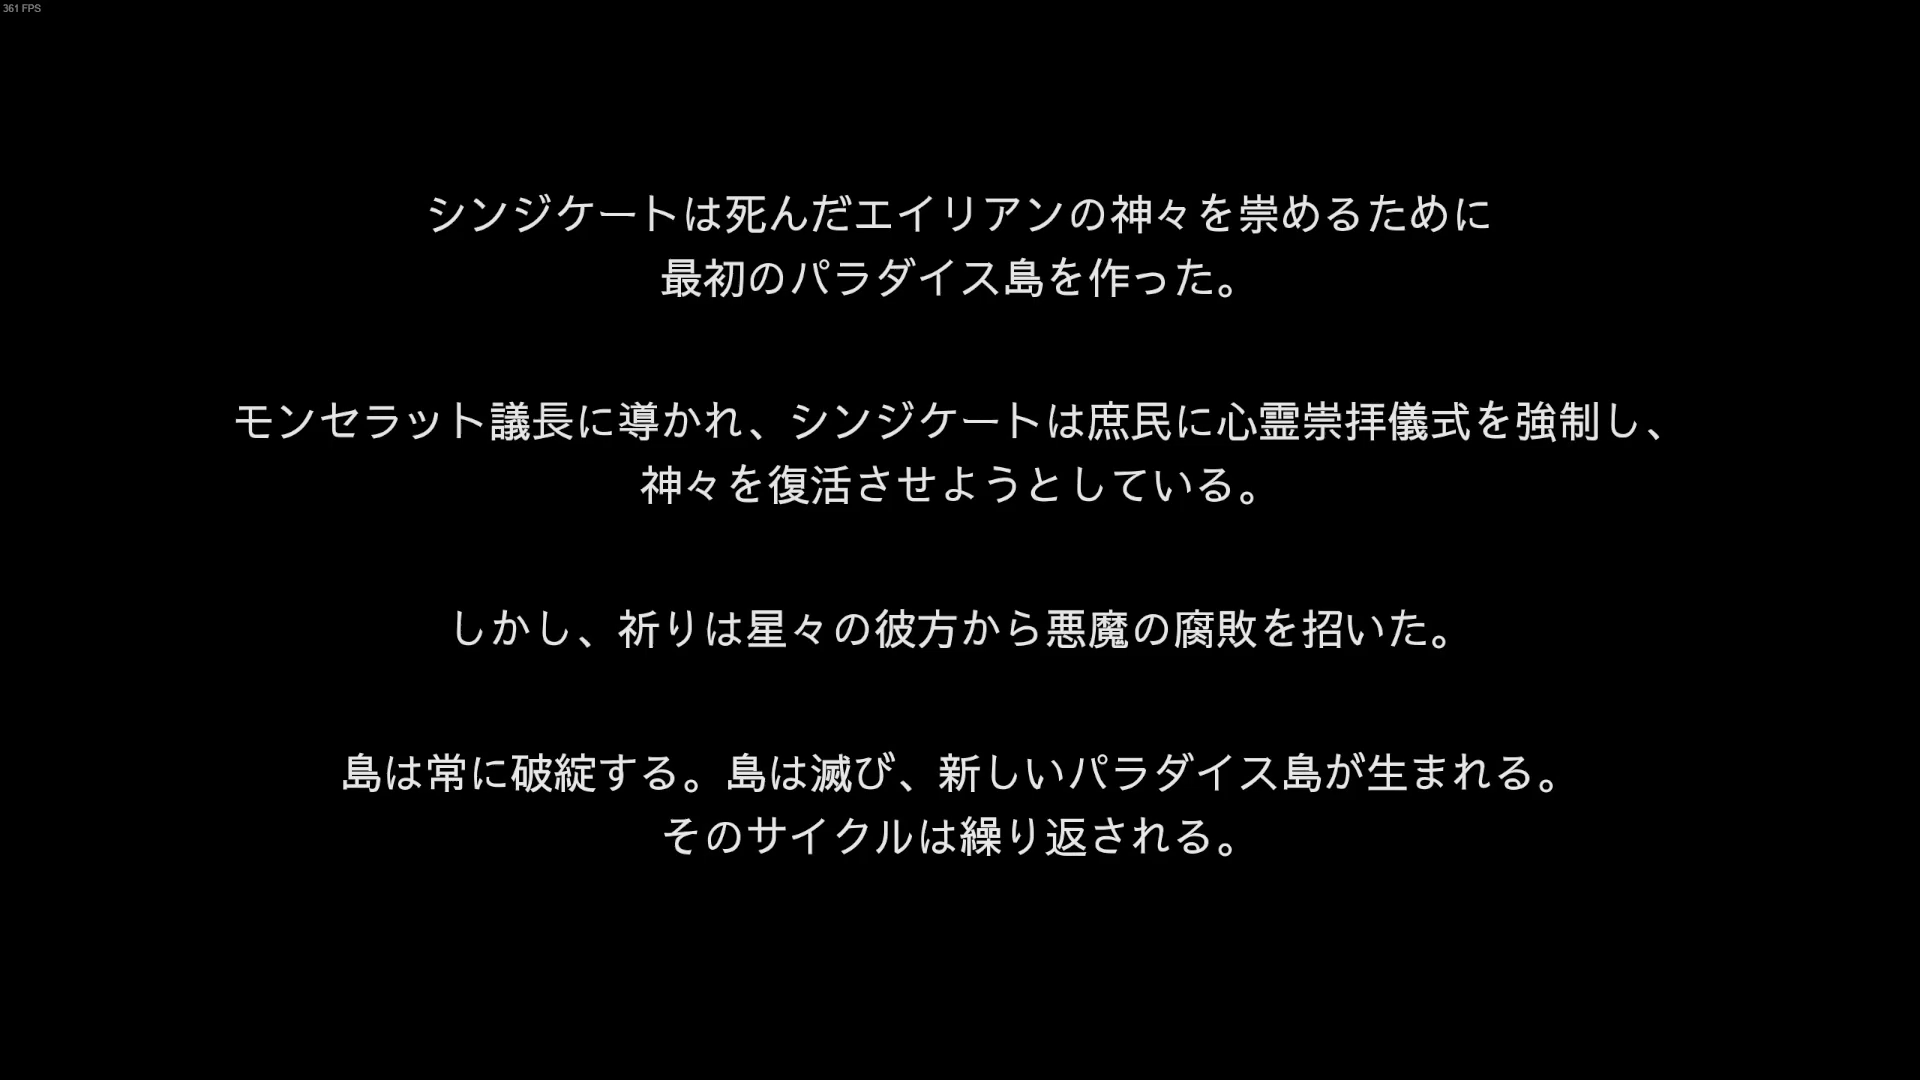 361 FPS
シンジケートは死んだエイリアンの神々を崇めるために
最初のパラダイス島を作った。
モンセラット議長に導かれ、シンジケートは庶民に心霊崇拝儀式を強制し、
神々を復活させようとしている。
しかし、祈りは星々の彼方から悪魔の腐敗を招いた。
島は常に破綻する。島は滅び、新しいパラダイス島が生まれる。
そのサイクルは繰り返される。